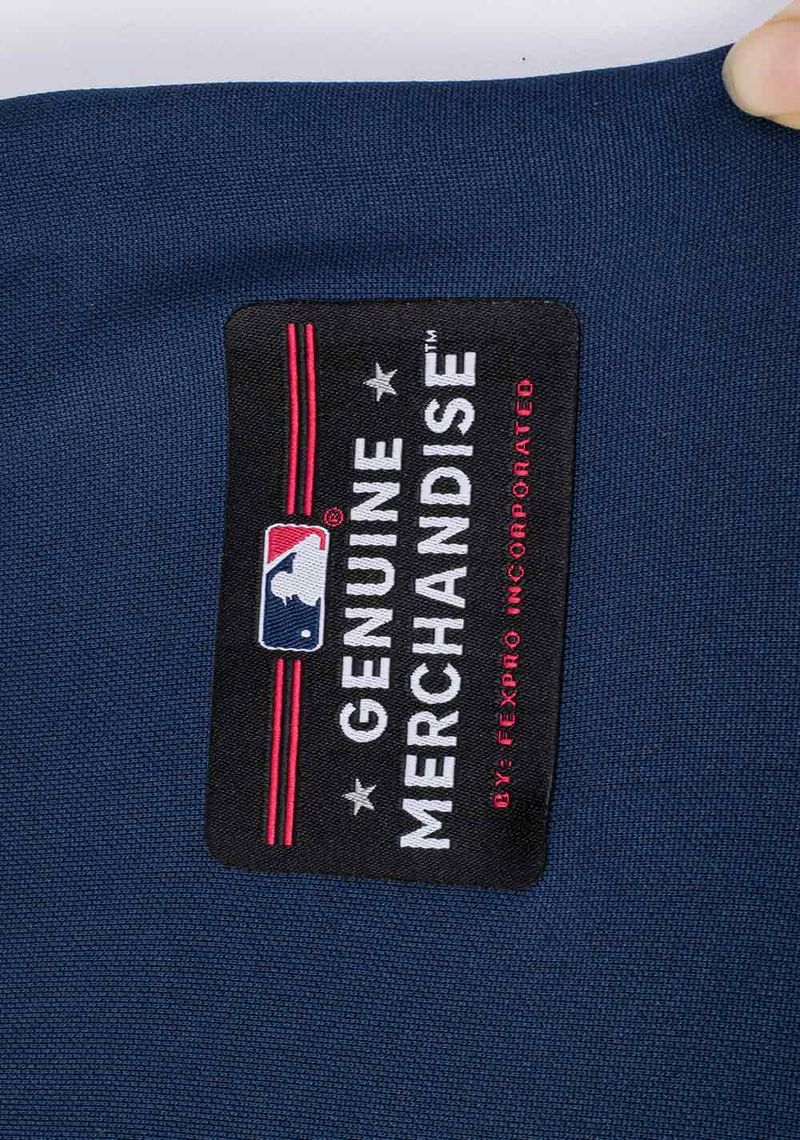 ®
GENUINE
MERCHANDISE™
BY: FEXPRO INCORPORATED